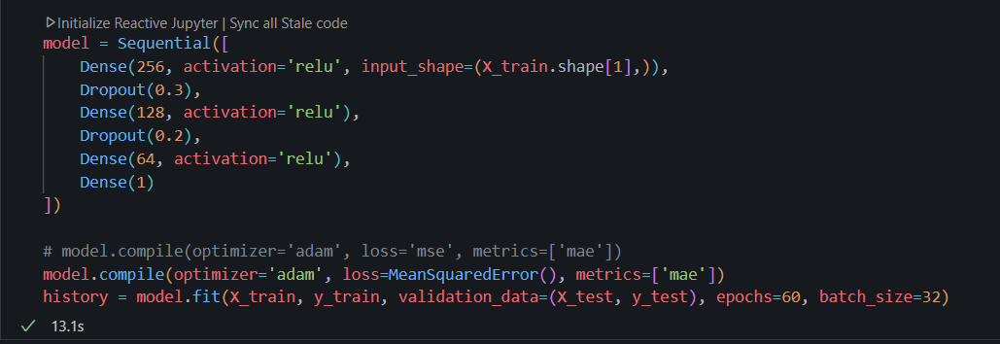 Initialize Reactive Jupyter | Sync all Stale code
model = Sequential([
    Dense(256, activation='relu', input_shape=(X_train.shape[1],)),
    Dropout(0.3),
    Dense(128, activation='relu'),
    Dropout(0.2),
    Dense(64, activation='relu'),
    Dense(1)
])
# model.compile(optimizer='adam', loss='mse', metrics=['mae'])
model.compile(optimizer='adam', loss=MeanSquaredError(), metrics=['mae'])
history = model.fit(X_train, y_train, validation_data=(X_test, y_test), epochs=60, batch_size=32)
13.1s